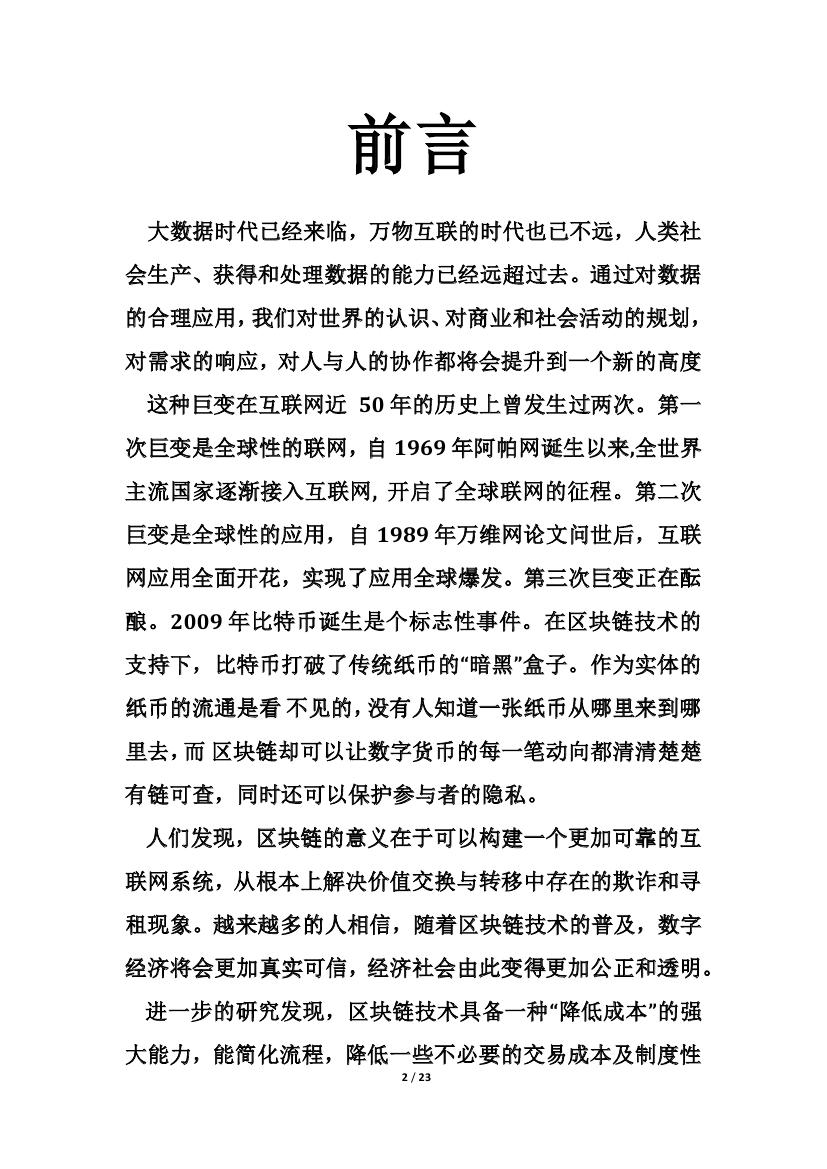 前言
大数据时代已经来临，万物互联的时代也已不远，人类社
会生产、获得和处理数据的能力已经远超过去。通过对数据
的合理应用，我们对世界的认识、对商业和社会活动的规划，
对需求的响应，对人与人的协作都将会提升到一个新的高度
这种巨变在互联网近 50 年的历史上曾发生过两次。第一
次巨变是全球性的联网，自 1969 年阿帕网诞生以来,全世界
主流国家逐渐接入互联网, 开启了全球联网的征程。第二次
巨变是全球性的应用，自 1989 年万维网论文问世后，互联
网应用全面开花，实现了应用全球爆发。第三次巨变正在酝
酿。2009 年比特币诞生是个标志性事件。在区块链技术的
支持下，比特币打破了传统纸币的“暗黑”盒子。作为实体的
纸币的流通是看 不见的，没有人知道一张纸币从哪里来到哪
里去，而 区块链却可以让数字货币的每一笔动向都清清楚楚
有链可查，同时还可以保护参与者的隐私。
人们发现，区块链的意义在于可以构建一个更加可靠的互
联网系统，从根本上解决价值交换与转移中存在的欺诈和寻
租现象。越来越多的人相信，随着区块链技术的普及，数字
经济将会更加真实可信，经济社会由此变得更加公正和透明。
进一步的研究发现，区块链技术具备一种“降低成本”的强
大能力，能简化流程，降低一些不必要的交易成本及制度性
2 / 23